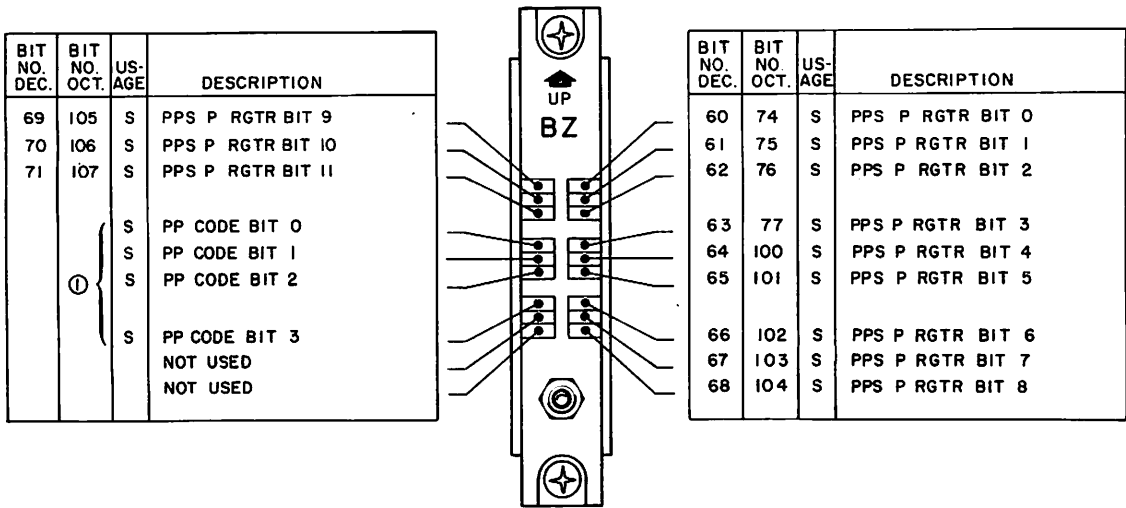 BIT NO. DEC. BIT NO. OCT. US-AGE DESCRIPTION
69 105 S PPS P RGTR BIT 9
70 106 S PPS P RGTR BIT 10
71 107 S PPS P RGTR BIT 11
S PP CODE BIT 0
S PP CODE BIT 1
① S PP CODE BIT 2
S PP CODE BIT 3
NOT USED
NOT USED
UP
BZ
BIT NO. DEC. BIT NO. OCT. US-AGE DESCRIPTION
60 74 S PPS P RGTR BIT 0
61 75 S PPS P RGTR BIT 1
62 76 S PPS P RGTR BIT 2
63 77 S PPS P RGTR BIT 3
64 100 S PPS P RGTR BIT 4
65 101 S PPS P RGTR BIT 5
66 102 S PPS P RGTR BIT 6
67 103 S PPS P RGTR BIT 7
68 104 S PPS P RGTR BIT 8